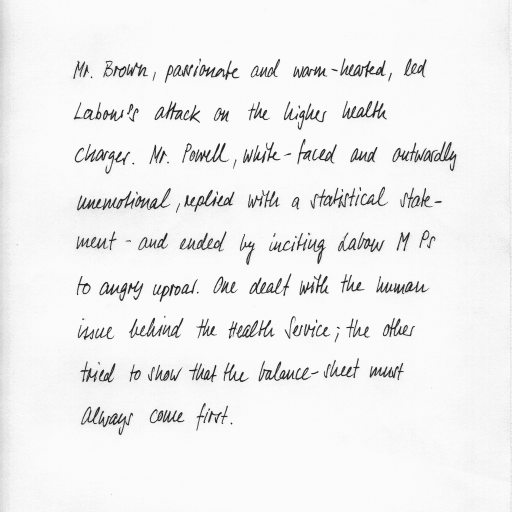 Mr. Brown, passionate and warm-hearted, led
Labour's attack on the higher health
charges. Mr. Powell, white-faced and outwardly
unemotional, replied with a statistical state-
ment - and ended by inciting Labour M Ps
to angry uproar. One dealt with the human
issue behind the Health Service; the other
tried to show that the balance-sheet must
always come first.